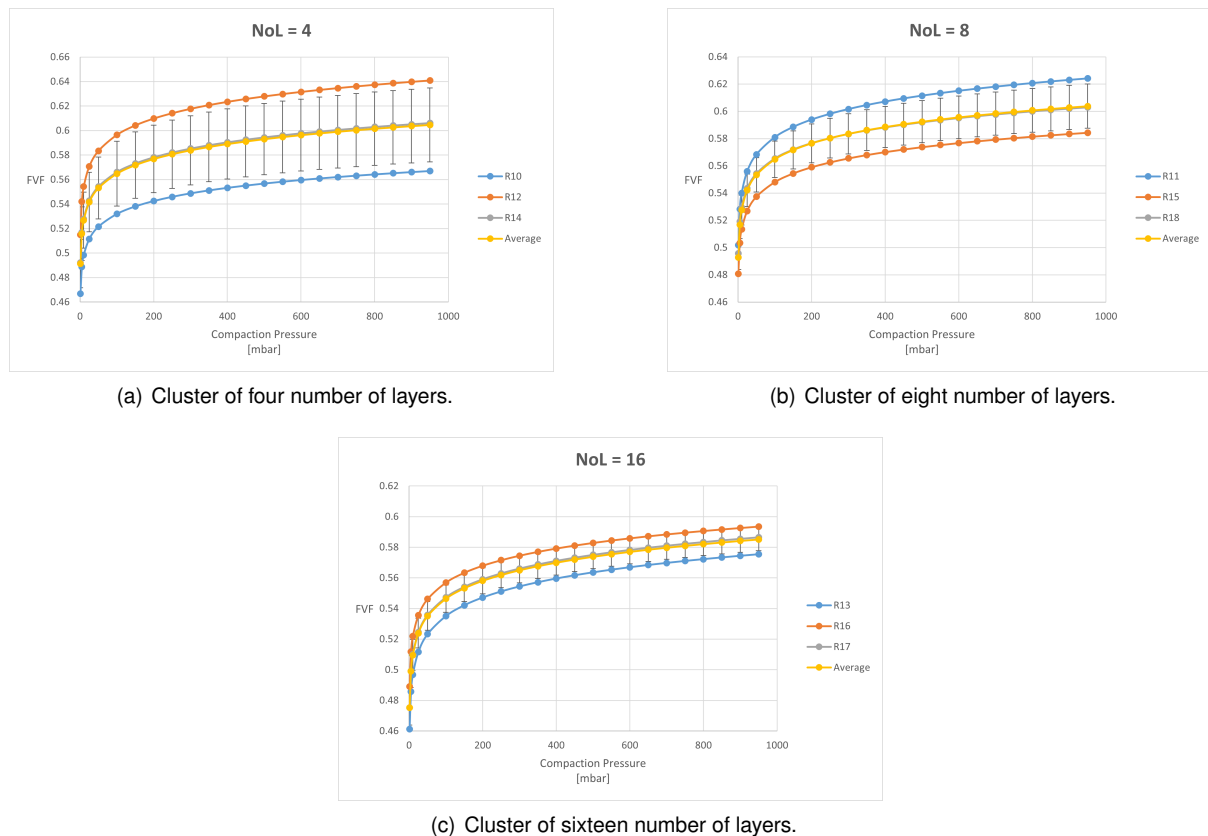 NoL = 4
0.66
0.64
0.62
0.6
0.58
0.56
0.54
0.52
0.5
0.48
0.46
FVF
0 200 400 600 800 1000
Compaction Pressure
[mbar]
R10
R12
R14
Average
(a) Cluster of four number of layers.
NoL = 8
0.64
0.62
0.6
0.58
0.56
0.54
0.52
0.5
0.48
0.46
FVF
0 200 400 600 800 1000
Compaction Pressure
[mbar]
R11
R15
R18
Average
(b) Cluster of eight number of layers.
NoL = 16
0.62
0.6
0.58
0.56
0.54
0.52
0.5
0.48
0.46
FVF
0 200 400 600 800 1000
Compaction Pressure
[mbar]
R13
R16
R17
Average
(c) Cluster of sixteen number of layers.